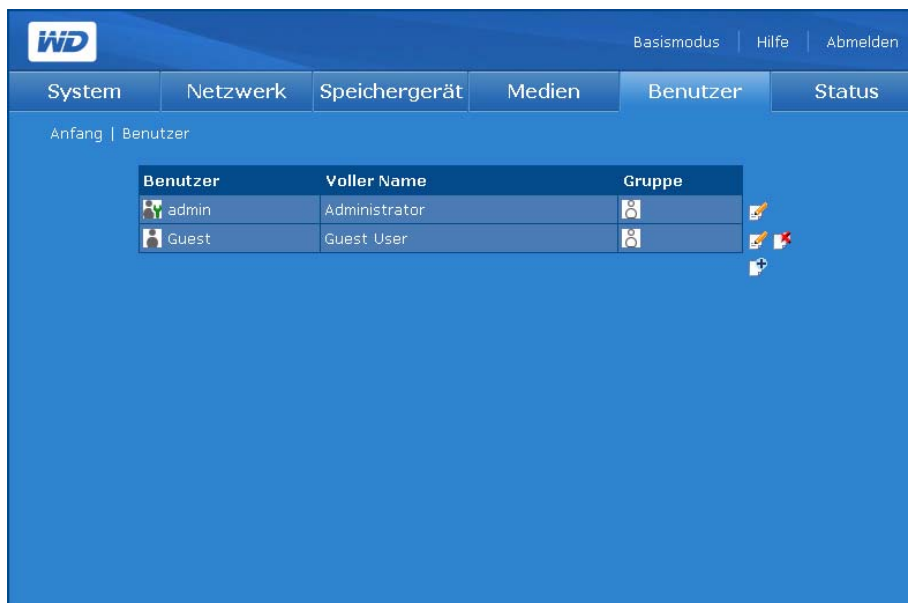 WD
Basismodus | Hilfe | Abmelden
System Netzwerk Speichergerät Medien Benutzer Status
Anfang | Benutzer
Benutzer Voller Name Gruppe
admin Administrator
Guest Guest User